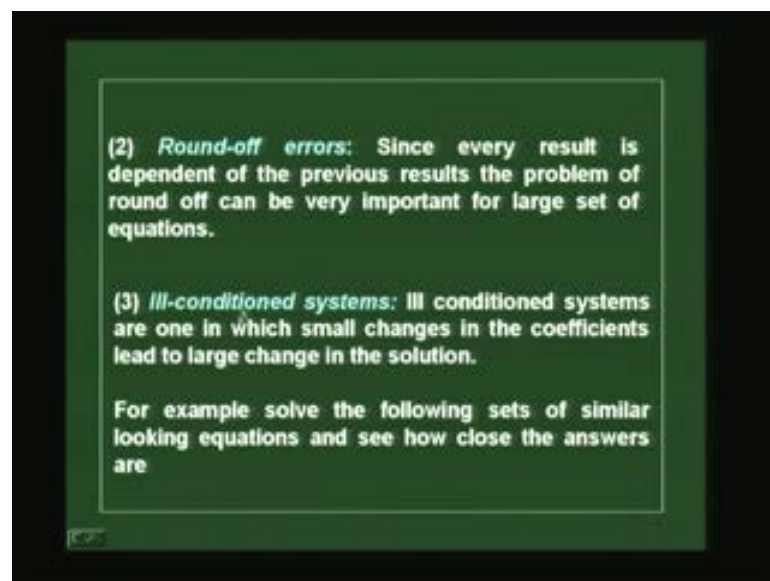 (2) Round-off errors: Since every result is
dependent of the previous results the problem of
round off can be very important for large set of
equations.
(3) Ill-conditioned systems: Ill conditioned systems
are one in which small changes in the coefficients
lead to large change in the solution.
For example solve the following sets of similar
looking equations and see how close the answers
are